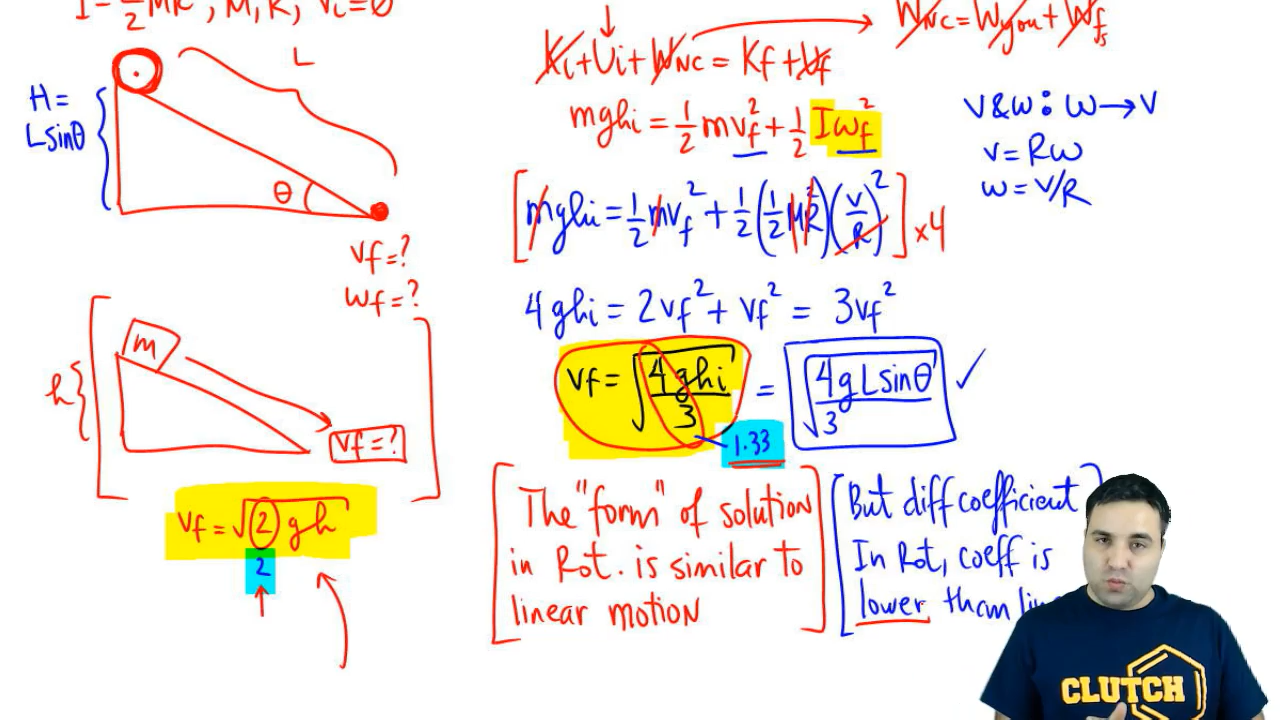 I = ½MR², M, R, Vi=0
L
H =
Lsinθ
θ
Vf=?
ωf=?
h
m
Vf=?
Vf = √2gh
2
Ki+Ui+WNC = Kf+Uf
WNC = Wyou + Wfs
mghi = ½mvf² + ½Iωf²
V&ω: ω→V
V=Rω
ω=V/R
[mghi = ½mvf² + ½(½MR²)(V/R)²] ×4
4ghi = 2vf² + vf² = 3vf²
Vf = √4ghi/3 = √4gLsinθ/3 ✓
1.33
The "form" of solution
in Rot. is similar to
linear motion
But diff coefficient
In Rot, coeff is
lower than
CLUTCH